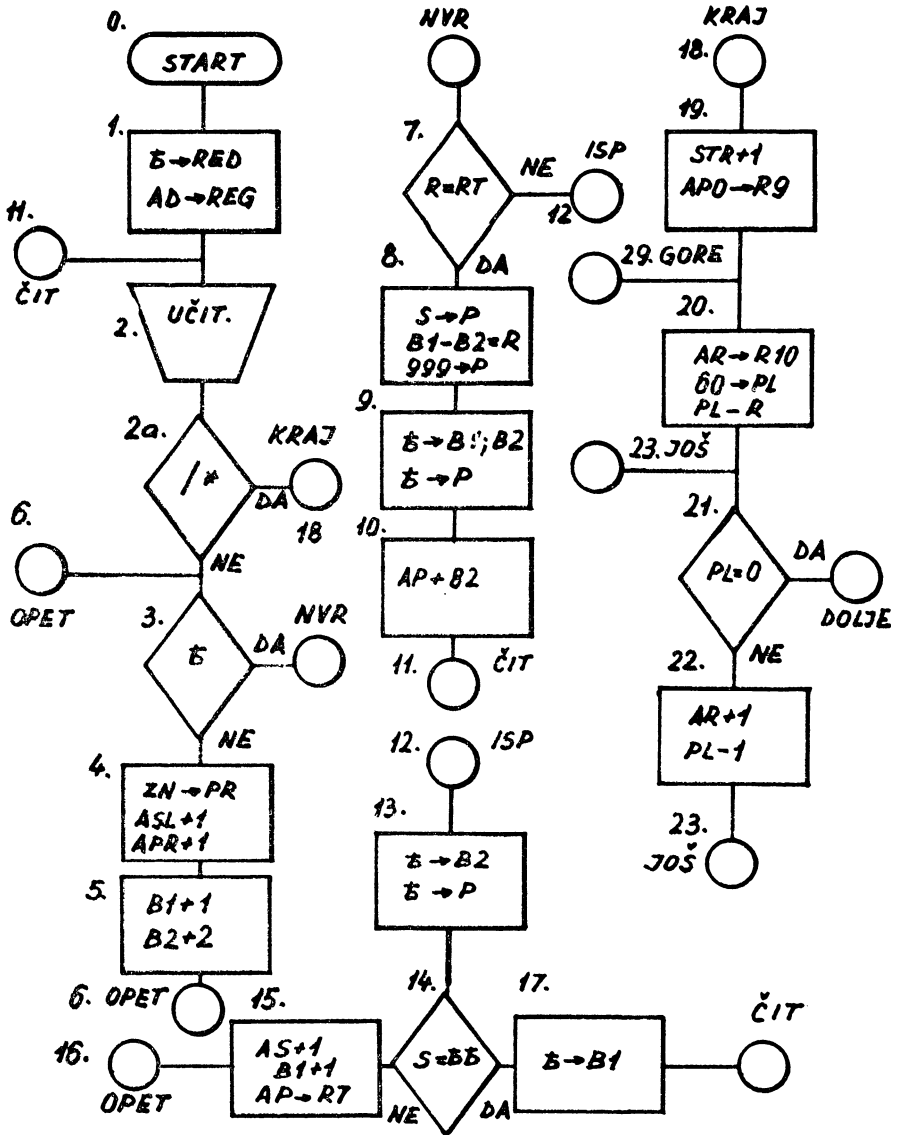 0.
START
1.
Ƀ→RED
AD→REG
11.
ČIT
2.
UČIT.
2a.
/*
DA
KRAJ
18
NE
6.
OPET
3.
Ƀ
DA
NVR
NE
4.
ZN→PR
ASL+1
APR+1
5.
B1+1
B2+2
6. OPET
NVR
7.
R=RT
NE
ISP
12
DA
8.
S→P
B1-B2=R
999→P
9.
Ƀ→B1;B2
Ƀ→P
10.
AP+B2
11.
ČIT
12.
ISP
13.
Ƀ→B2
Ƀ→P
14.
S=ɃɃ
NE
DA
15.
AS+1
B1+1
AP→RT
16.
OPET
17.
Ƀ→B1
ČIT
KRAJ
18.
19.
STR+1
APO→R9
29. GORE
20.
AR→R10
60→PL
PL-R
23. JOŠ
21.
PL=0
DA
DOLJE
NE
22.
AR+1
PL-1
23.
JOŠ